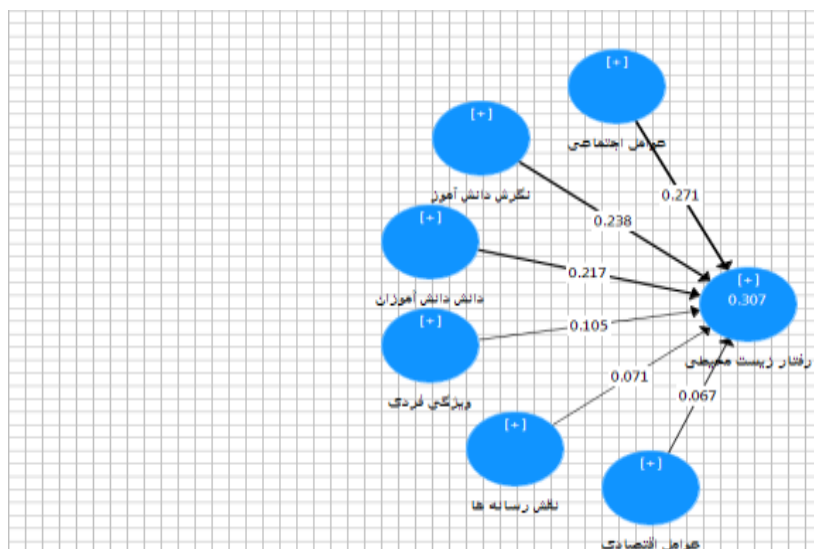 [+]
عوامل اجتماعی
[+]
نگرش دانش آموز
0.271
0.238
[+]
دانش دانش آموزان
0.217
[+]
0.307
رفتار زیست محیطی
[+]
ویژگی فردی
0.105
0.071
0.067
[+]
نقش رسانه ها
[+]
عوامل اقتصادی